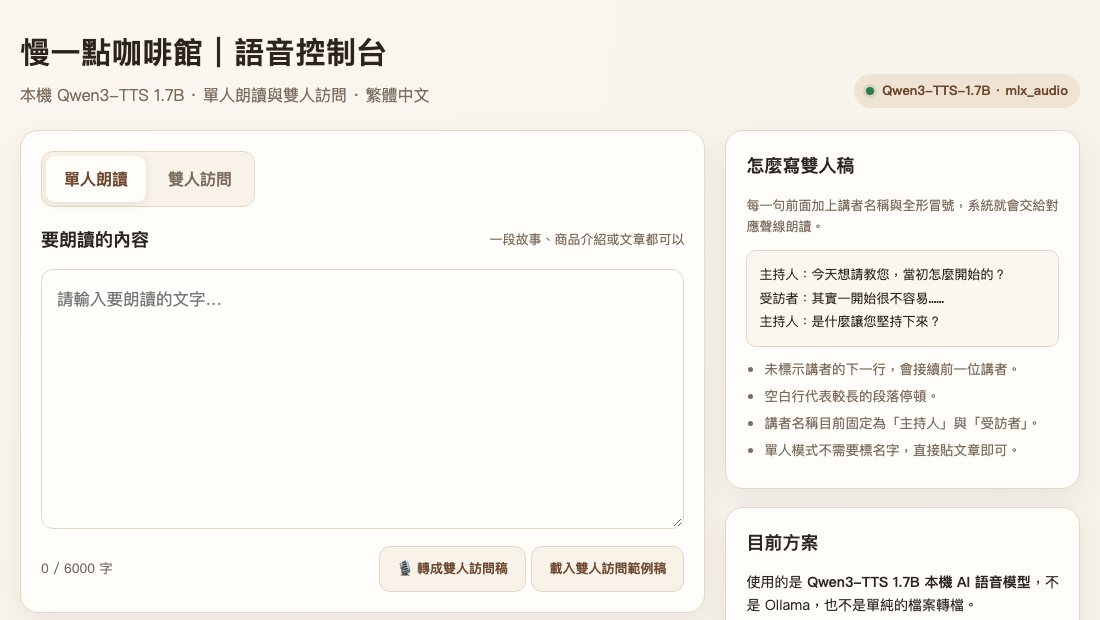 慢一點咖啡館｜語音控制台
本機 Qwen3-TTS 1.7B · 單人朗讀與雙人訪問 · 繁體中文
Qwen3-TTS-1.7B · mlx_audio
單人朗讀
雙人訪問
要朗讀的內容
一段故事、商品介紹或文章都可以
請輸入要朗讀的文字…
0 / 6000 字
🎙️ 轉成雙人訪問稿
載入雙人訪問範例稿
怎麼寫雙人稿
每一句前面加上講者名稱與全形冒號，系統就會交給對
應聲線朗讀。
主持人：今天想請教您，當初怎麼開始的？
受訪者：其實一開始很不容易……
主持人：是什麼讓您堅持下來？
• 未標示講者的下一行，會接續前一位講者。
• 空白行代表較長的段落停頓。
• 講者名稱目前固定為「主持人」與「受訪者」。
• 單人模式不需要標名字，直接貼文章即可。
目前方案
使用的是 Qwen3-TTS 1.7B 本機 AI 語音模型，不
是 Ollama，也不是單純的檔案轉檔。